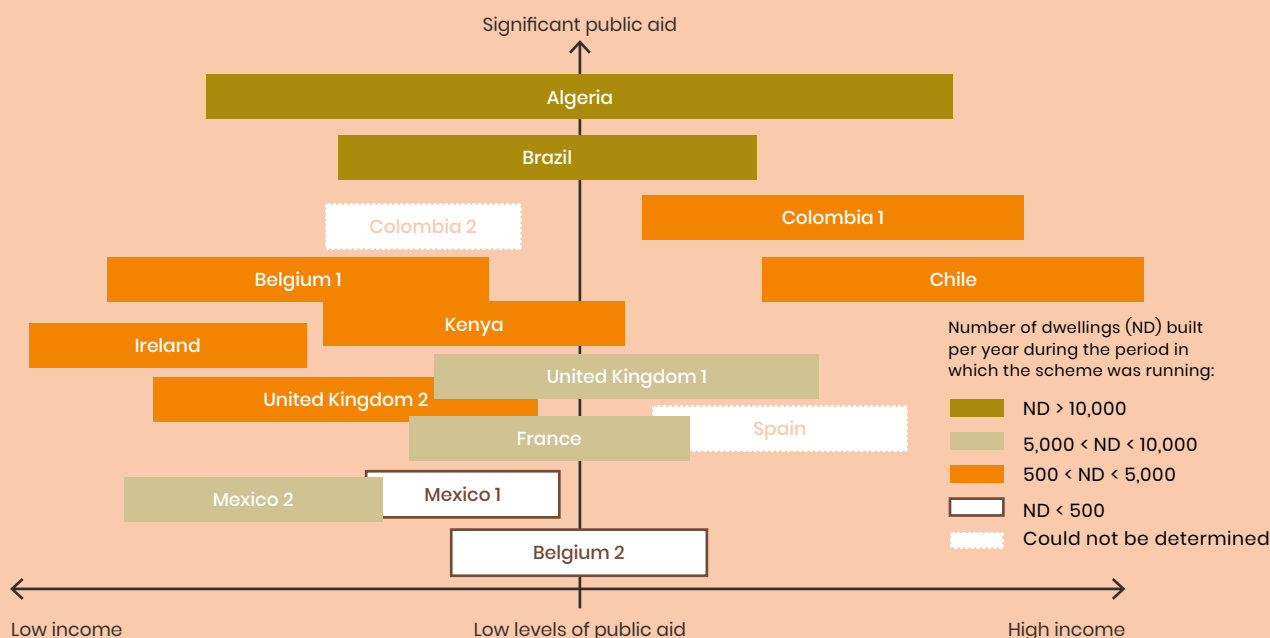 Significant public aid
Algeria
Brazil
Colombia 1
Colombia 2
Belgium 1
Chile
Kenya
Ireland
United Kingdom 1
United Kingdom 2
Spain
France
Mexico 1
Mexico 2
Belgium 2
Number of dwellings (ND) built
per year during the period in
which the scheme was running:
ND > 10,000
5,000 < ND < 10,000
500 < ND < 5,000
ND < 500
Could not be determined
Low income
Low levels of public aid
High income